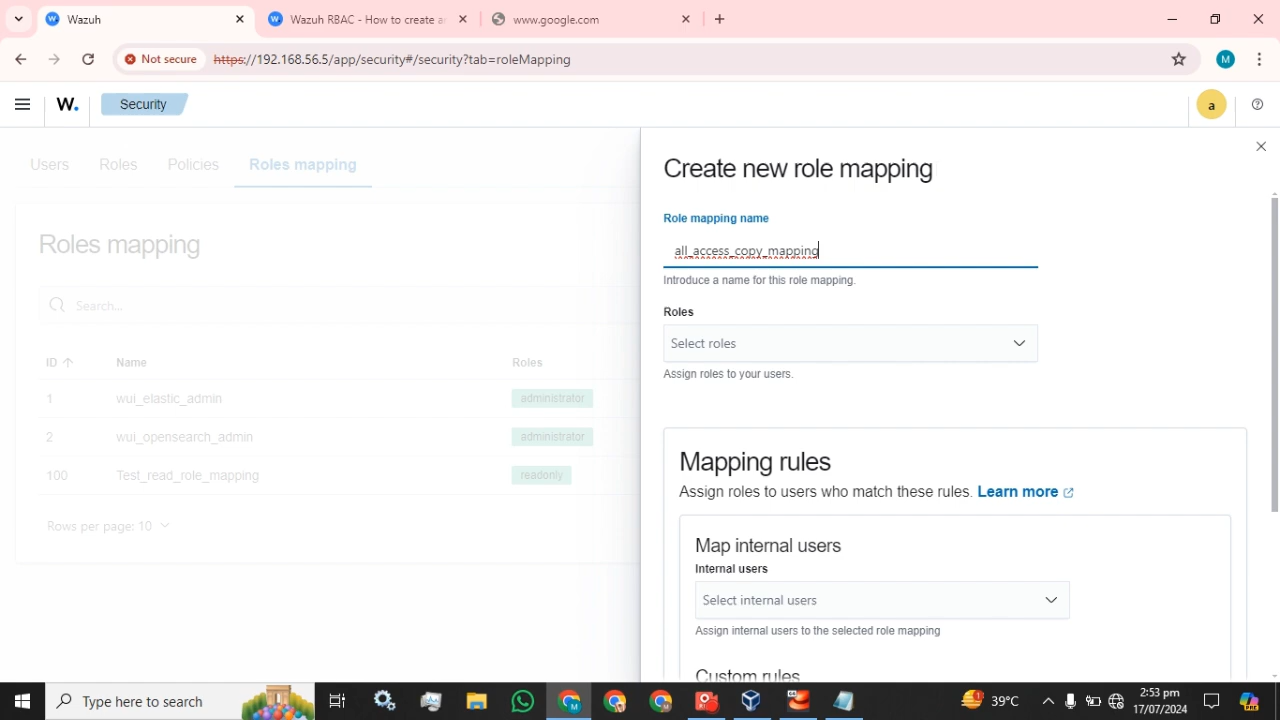 Wazuh
Wazuh RBAC - How to create a
www.google.com
Not secure
https://192.168.56.5/app/security#/security?tab=roleMapping
M
W.
Security
a
Users
Roles
Policies
Roles mapping
Roles mapping
Search...
ID
Name
Roles
1
wui_elastic_admin
administrator
2
wui_opensearch_admin
administrator
100
Test_read_role_mapping
readonly
Rows per page: 10
Create new role mapping
Role mapping name
all_access_copy_mapping
Introduce a name for this role mapping.
Roles
Select roles
Assign roles to your users.
Mapping rules
Assign roles to users who match these rules. Learn more
Map internal users
Internal users
Select internal users
Assign internal users to the selected role mapping
Custom rules
Type here to search
39°C
2:53 pm
17/07/2024